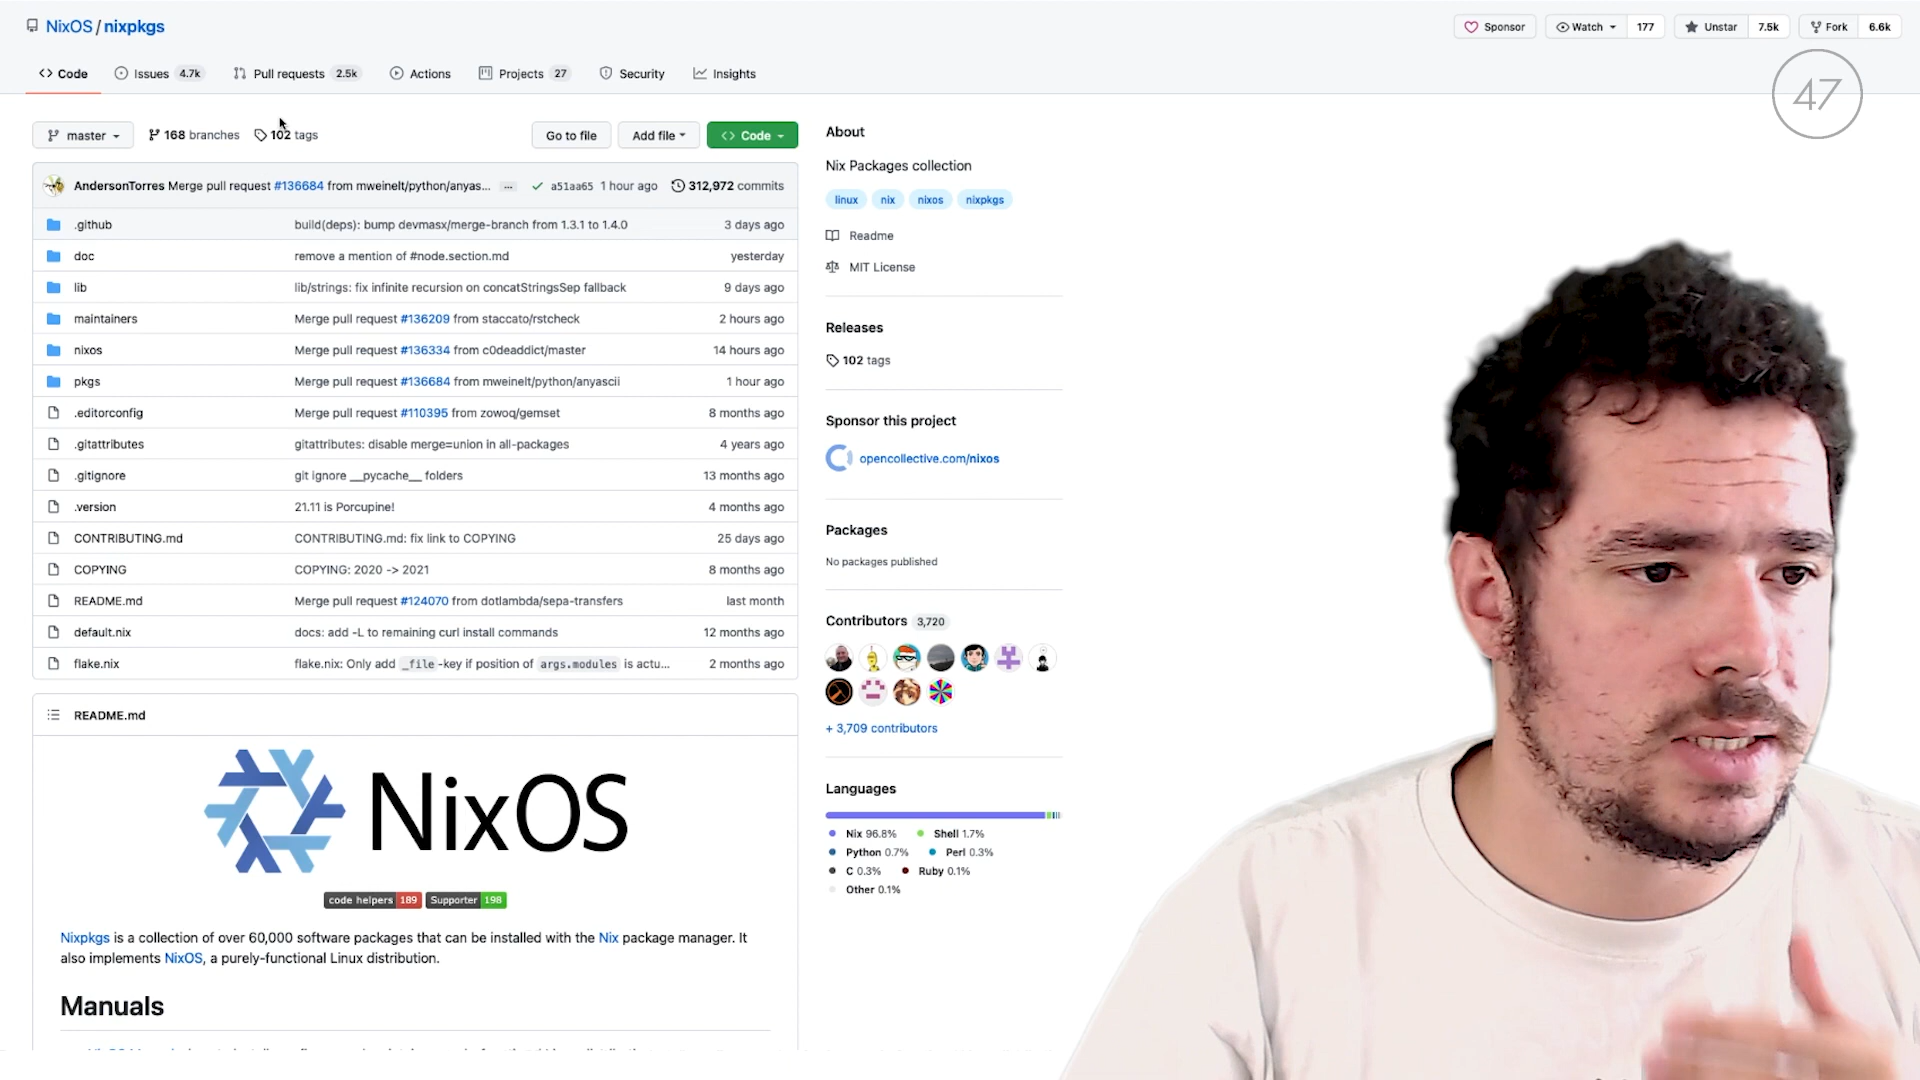 NixOS / nixpkgs
Sponsor
Watch 177
Unstar 7.5k
Fork 6.6k
Code
Issues 4.7k
Pull requests 2.5k
Actions
Projects 27
Security
Insights
47
master
168 branches
102 tags
Go to file
Add file
Code
AndersonTorres Merge pull request #136684 from mweinelt/python/anyas... ... a51aa65 1 hour ago 312,972 commits
.github build(deps): bump devmasx/merge-branch from 1.3.1 to 1.4.0 3 days ago
doc remove a mention of #node.section.md yesterday
lib lib/strings: fix infinite recursion on concatStringsSep fallback 9 days ago
maintainers Merge pull request #136209 from staccato/rstcheck 2 hours ago
nixos Merge pull request #136334 from c0deaddict/master 14 hours ago
pkgs Merge pull request #136684 from mweinelt/python/anyascii 1 hour ago
.editorconfig Merge pull request #110395 from zowoq/gemset 8 months ago
.gitattributes gitattributes: disable merge=union in all-packages 4 years ago
.gitignore git ignore __pycache__ folders 13 months ago
.version 21.11 is Porcupine! 4 months ago
CONTRIBUTING.md CONTRIBUTING.md: fix link to COPYING 25 days ago
COPYING COPYING: 2020 -> 2021 8 months ago
README.md Merge pull request #124070 from dotlambda/sepa-transfers last month
default.nix docs: add -L to remaining curl install commands 12 months ago
flake.nix flake.nix: Only add _file -key if position of args.modules is actu... 2 months ago
README.md
NixOS
code helpers 189 Supporter 198
Nixpkgs is a collection of over 60,000 software packages that can be installed with the Nix package manager. It
also implements NixOS, a purely-functional Linux distribution.
Manuals
About
Nix Packages collection
linux nix nixos nixpkgs
Readme
MIT License
Releases
102 tags
Sponsor this project
opencollective.com/nixos
Packages
No packages published
Contributors 3,720
+ 3,709 contributors
Languages
Nix 96.8% Shell 1.7%
Python 0.7% Perl 0.3%
C 0.3% Ruby 0.1%
Other 0.1%